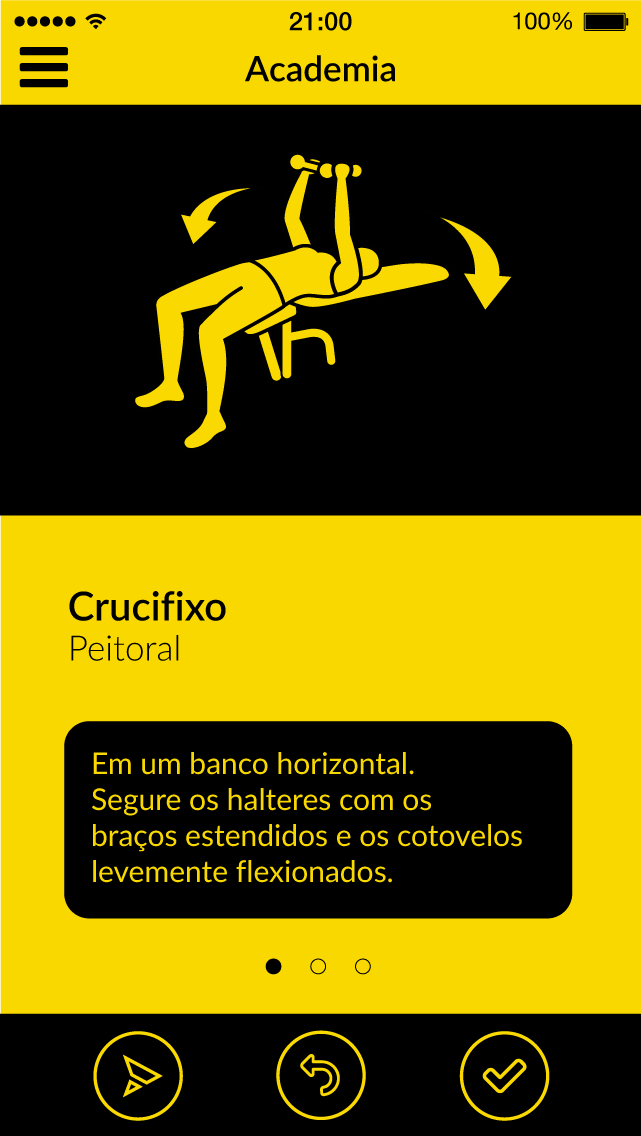 21:00
100%
Academia
Crucifixo
Peitoral
Em um banco horizontal.
Segure os halteres com os
braços estendidos e os cotovelos
levemente flexionados.